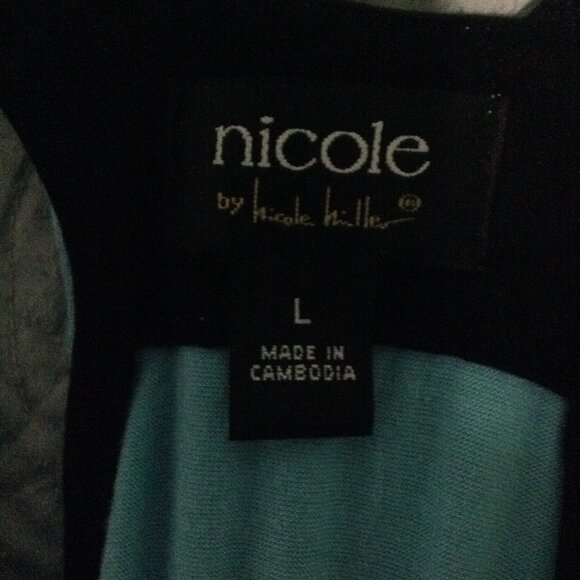 nicole
by nicole miller ®
L
MADE IN
CAMBODIA